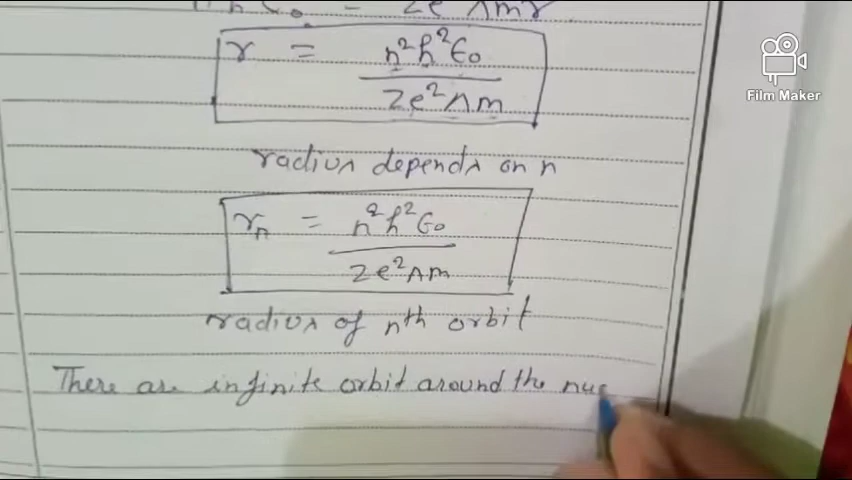 r = n²h²ϵ₀
Ze²πm
Film Maker
radius depends on n
rₙ = n²h²ϵ₀
Ze²πm
radius of nth orbit
There are infinite orbit around the nuc